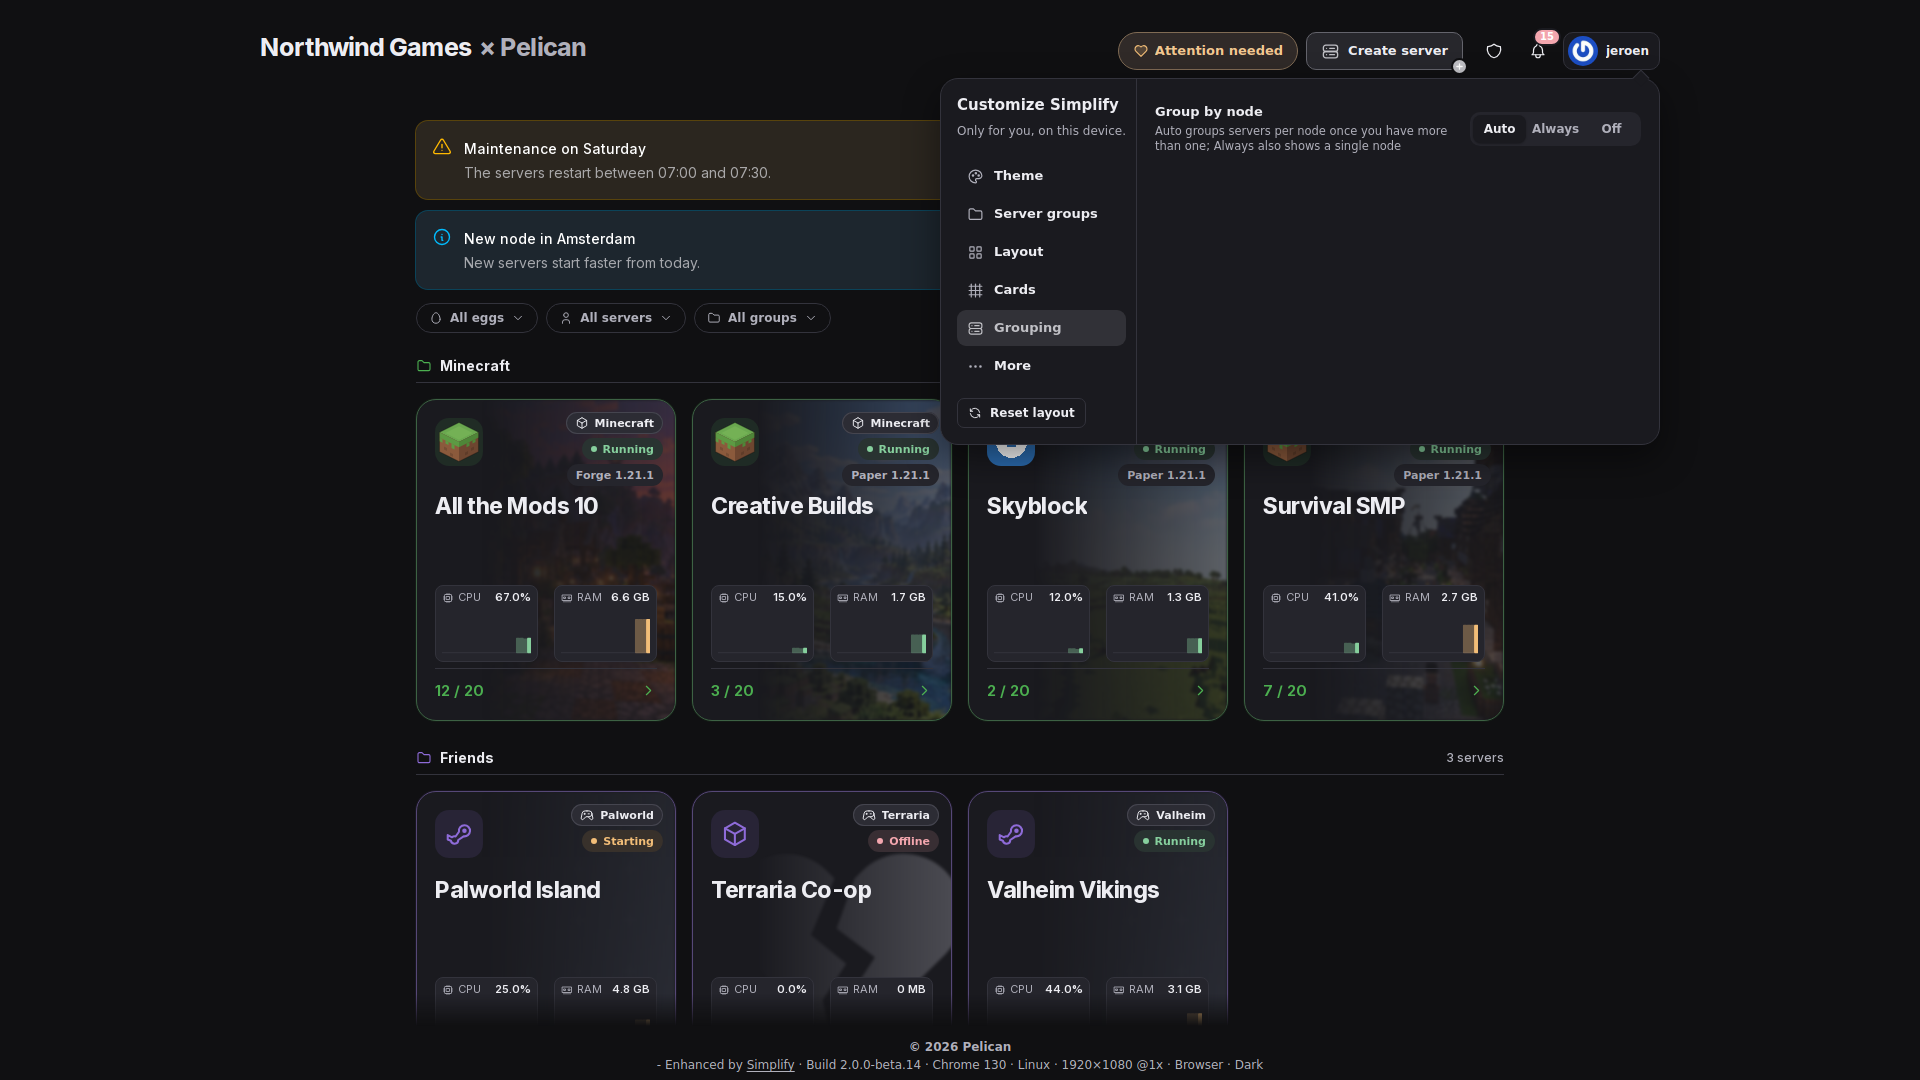 Northwind Games × Pelican
Attention needed
Create server
15
jeroen
Customize Simplify
Only for you, on this device.
Theme
Server groups
Layout
Cards
Grouping
More
Reset layout
Group by node
Auto groups servers per node once you have more
than one; Always also shows a single node
Auto Always Off
Maintenance on Saturday
The servers restart between 07:00 and 07:30.
New node in Amsterdam
New servers start faster from today.
All eggs
All servers
All groups
Minecraft
Minecraft
Running
Forge 1.21.1
All the Mods 10
CPU 67.0%
RAM 6.6 GB
12 / 20
Minecraft
Running
Paper 1.21.1
Creative Builds
CPU 15.0%
RAM 1.7 GB
3 / 20
Running
Paper 1.21.1
Skyblock
CPU 12.0%
RAM 1.3 GB
2 / 20
Running
Paper 1.21.1
Survival SMP
CPU 41.0%
RAM 2.7 GB
7 / 20
Friends
3 servers
Palworld
Starting
Palworld Island
CPU 25.0%
RAM 4.8 GB
Terraria
Offline
Terraria Co-op
CPU 0.0%
RAM 0 MB
Valheim
Running
Valheim Vikings
CPU 44.0%
RAM 3.1 GB
© 2026 Pelican
- Enhanced by Simplify · Build 2.0.0-beta.14 · Chrome 130 · Linux · 1920×1080 @1x · Browser · Dark